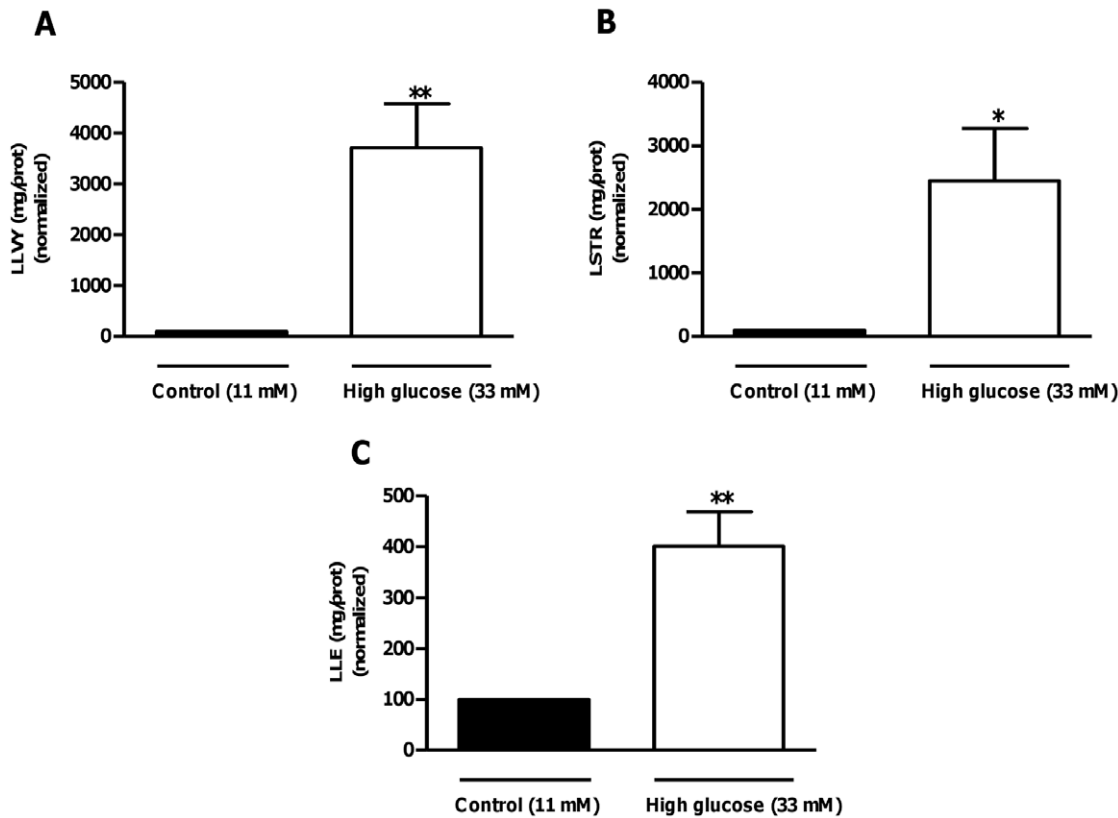 A
LLVY (mg/prot)
(normalized)
5000
4000
3000
2000
1000
0
**
Control (11 mM)
High glucose (33 mM)
B
LSTR (mg/prot)
(normalized)
4000
3000
2000
1000
0
*
Control (11 mM)
High glucose (33 mM)
C
LLE (mg/prot)
(normalized)
500
400
300
200
100
0
**
Control (11 mM)
High glucose (33 mM)